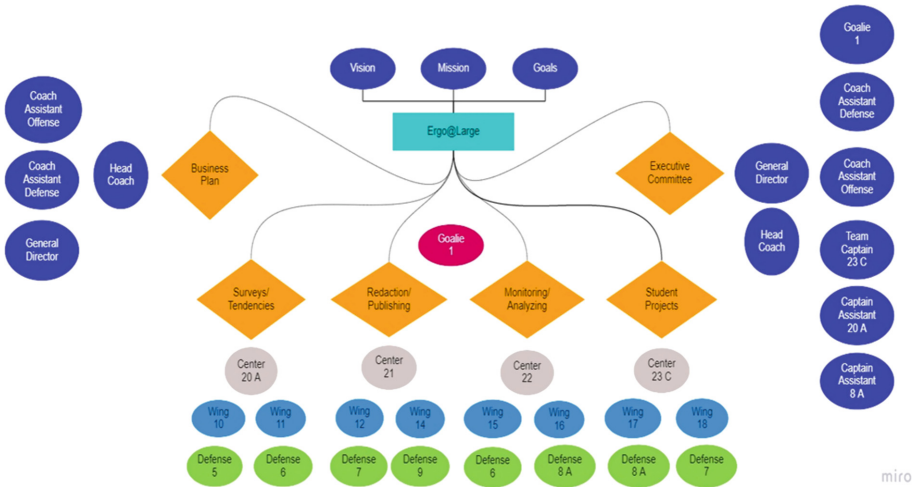 Goalie
1
Vision
Mission
Goals
Coach
Assistant
Offense
Coach
Assistant
Defense
Ergo@Large
Head
Coach
Coach
Assistant
Defense
Business
Plan
Executive
Committee
General
Director
Coach
Assistant
Offense
General
Director
Goalie
1
Head
Coach
Team
Captain
23 C
Surveys/
Tendencies
Redaction/
Publishing
Monitoring/
Analyzing
Student
Projects
Captain
Assistant
20 A
Center
20 A
Center
21
Center
22
Center
23 C
Captain
Assistant
8 A
Wing
10
Wing
11
Wing
12
Wing
14
Wing
15
Wing
16
Wing
17
Wing
18
Defense
5
Defense
6
Defense
7
Defense
9
Defense
6
Defense
8 A
Defense
8 A
Defense
7
miro